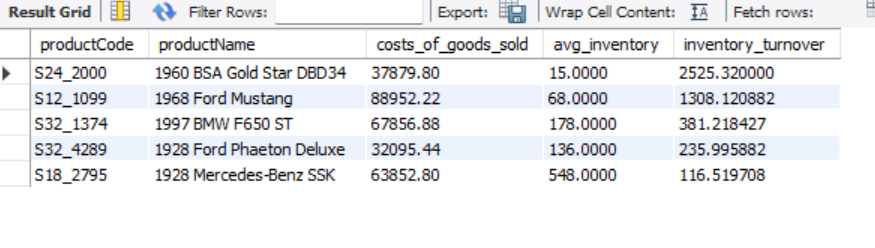 Result Grid Filter Rows: Export: Wrap Cell Content: IA Fetch rows:
productCode productName costs_of_goods_sold avg_inventory inventory_turnover
S24_2000 1960 BSA Gold Star DBD34 37879.80 15.0000 2525.320000
S12_1099 1968 Ford Mustang 88952.22 68.0000 1308.120882
S32_1374 1997 BMW F650 ST 67856.88 178.0000 381.218427
S32_4289 1928 Ford Phaeton Deluxe 32095.44 136.0000 235.995882
S18_2795 1928 Mercedes-Benz SSK 63852.80 548.0000 116.519708